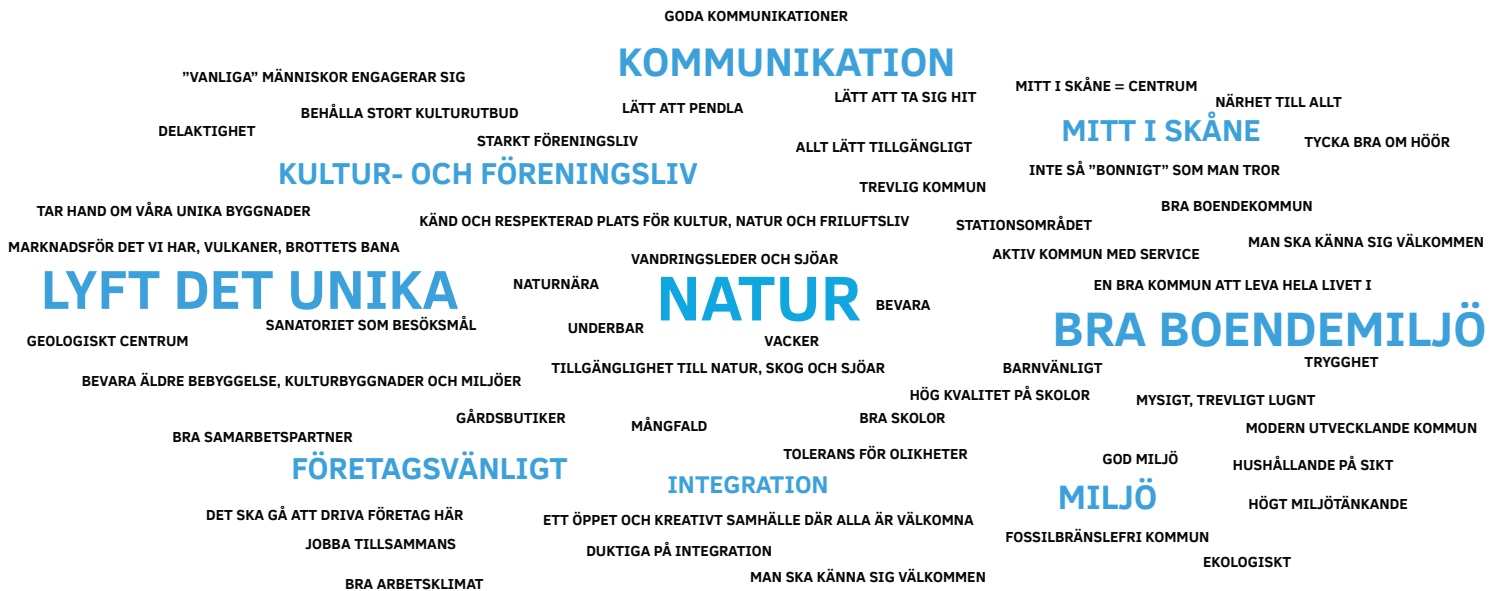 GODA KOMMUNIKATIONER
KOMMUNIKATION
”VANLIGA” MÄNNISKOR ENGAGERAR SIG
MITT I SKÅNE = CENTRUM
LÄTT ATT TA SIG HIT
NÄRHET TILL ALLT
LÄTT ATT PENDLA
BEHÅLLA STORT KULTURUTBUD
DELAKTIGHET
MITT I SKÅNE
STARKT FÖRENINGSLIV
TYCKA BRA OM HÖÖR
ALLT LÄTT TILLGÄNGLIGT
KULTUR- OCH FÖRENINGSLIV
INTE SÅ ”BONNIGT” SOM MAN TROR
TREVLIG KOMMUN
BRA BOENDEKOMMUN
TAR HAND OM VÅRA UNIKA BYGGNADER
KÄND OCH RESPEKTERAD PLATS FÖR KULTUR, NATUR OCH FRILUFTSLIV
STATIONSOMRÅDET
MAN SKA KÄNNA SIG VÄLKOMMEN
MARKNADSFÖR DET VI HAR, VULKANER, BROTTETS BANA
AKTIV KOMMUN MED SERVICE
VANDRINGSLEDER OCH SJÖAR
LYFT DET UNIKA
NATURNÄRA
NATUR
EN BRA KOMMUN ATT LEVA HELA LIVET I
BEVARA
SANATORIET SOM BESÖKSMÅL
UNDERBAR
BRA BOENDEMILJÖ
GEOLOGISKT CENTRUM
VACKER
TRYGGHET
TILLGÄNGLIGHET TILL NATUR, SKOG OCH SJÖAR
BARNVÄNLIGT
BEVARA ÄLDRE BEBYGGELSE, KULTURBYGGNADER OCH MILJÖER
HÖG KVALITET PÅ SKOLOR
MYSIGT, TREVLIGT LUGNT
GÅRDSBUTIKER
BRA SKOLOR
MÅNGFALD
MODERN UTVECKLANDE KOMMUN
BRA SAMARBETSPARTNER
TOLERANS FÖR OLIKHETER
GOD MILJÖ
HUSHÅLLANDE PÅ SIKT
FÖRETAGSVÄNLIGT
INTEGRATION
MILJÖ
HÖGT MILJÖTÄNKANDE
DET SKA GÅ ATT DRIVA FÖRETAG HÄR
ETT ÖPPET OCH KREATIVT SAMHÄLLE DÄR ALLA ÄR VÄLKOMNA
FOSSILBRÄNSLEFRI KOMMUN
JOBBA TILLSAMMANS
DUKTIGA PÅ INTEGRATION
EKOLOGISKT
MAN SKA KÄNNA SIG VÄLKOMMEN
BRA ARBETSKLIMAT